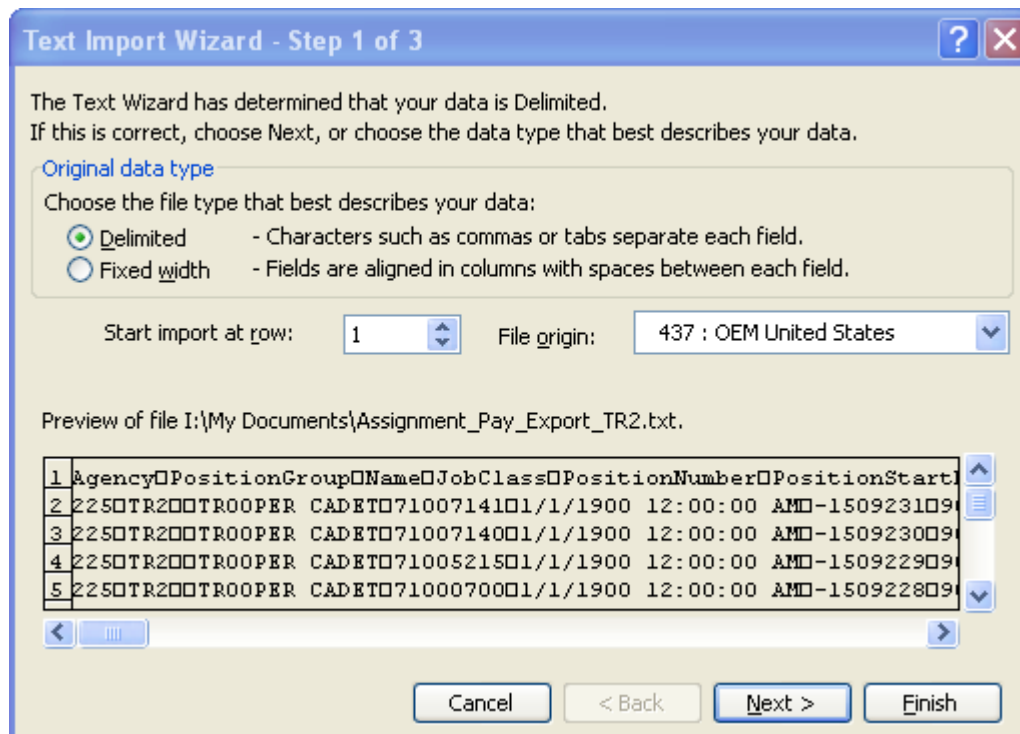 Text Import Wizard - Step 1 of 3
The Text Wizard has determined that your data is Delimited.
If this is correct, choose Next, or choose the data type that best describes your data.
Original data type
Choose the file type that best describes your data:
Delimited - Characters such as commas or tabs separate each field.
Fixed width - Fields are aligned in columns with spaces between each field.
Start import at row: 1 File origin: 437 : OEM United States
Preview of file I:\My Documents\Assignment_Pay_Export_TR2.txt.
1 Agency□PositionGroup□Name□JobClass□PositionNumber□PositionStart
2 225□TR2□□TROOPER CADET□71007141□1/1/1900 12:00:00 AM□-1509231□9
3 225□TR2□□TROOPER CADET□71007140□1/1/1900 12:00:00 AM□-1509230□9
4 225□TR2□□TROOPER CADET□71005215□1/1/1900 12:00:00 AM□-1509229□9
5 225□TR2□□TROOPER CADET□71000700□1/1/1900 12:00:00 AM□-1509228□9
Cancel < Back Next > Finish